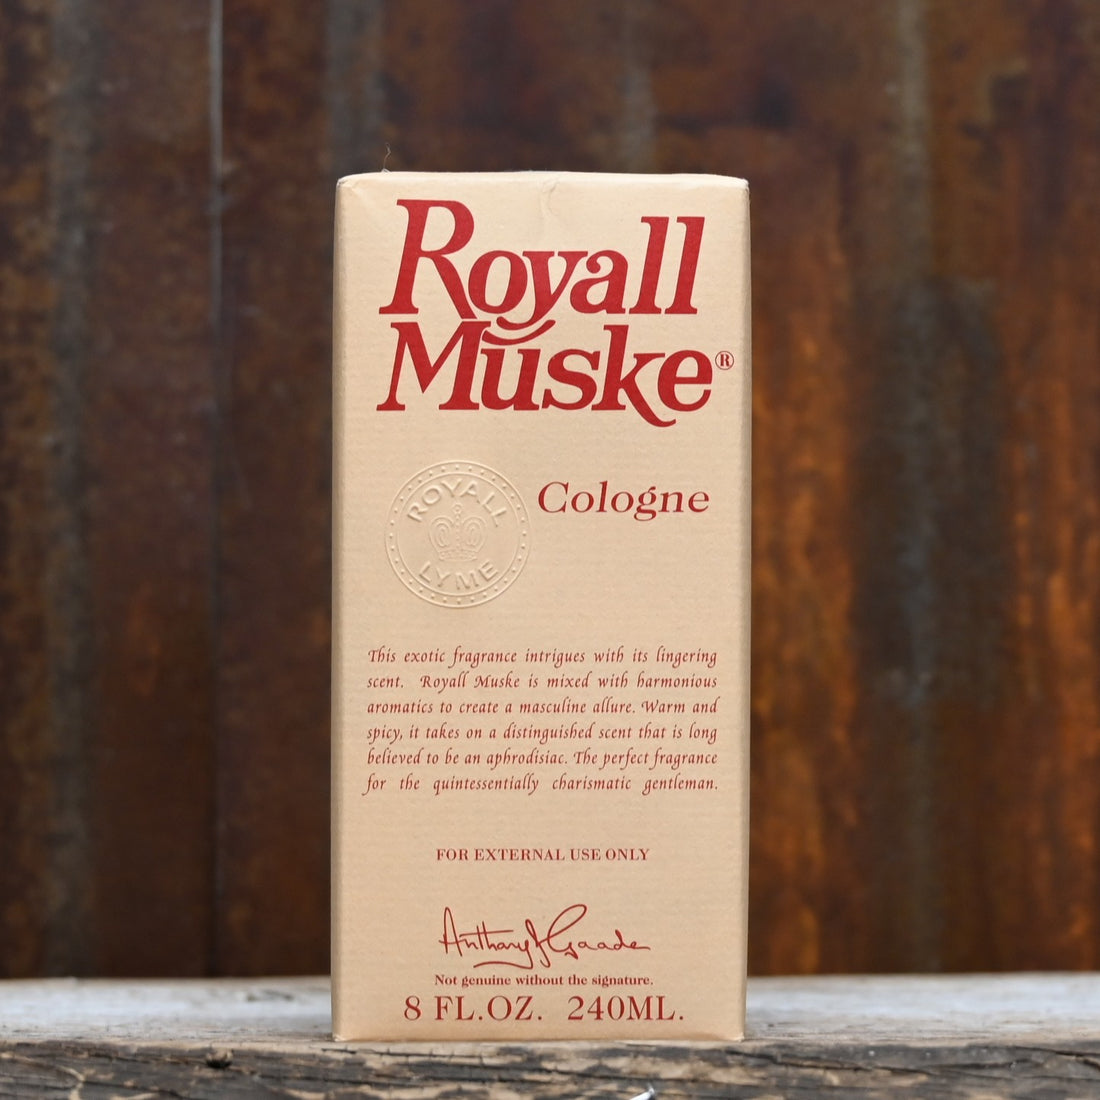 Royall
Muske®
ROYALL
LYME
Cologne
This exotic fragrance intrigues with its lingering
scent. Royall Muske is mixed with harmonious
aromatics to create a masculine allure. Warm and
spicy, it takes on a distinguished scent that is long
believed to be an aphrodisiac. The perfect fragrance
for the quintessentially charismatic gentleman.
FOR EXTERNAL USE ONLY
Anthony J Gaade
Not genuine without the signature.
8 FL.OZ. 240ML.